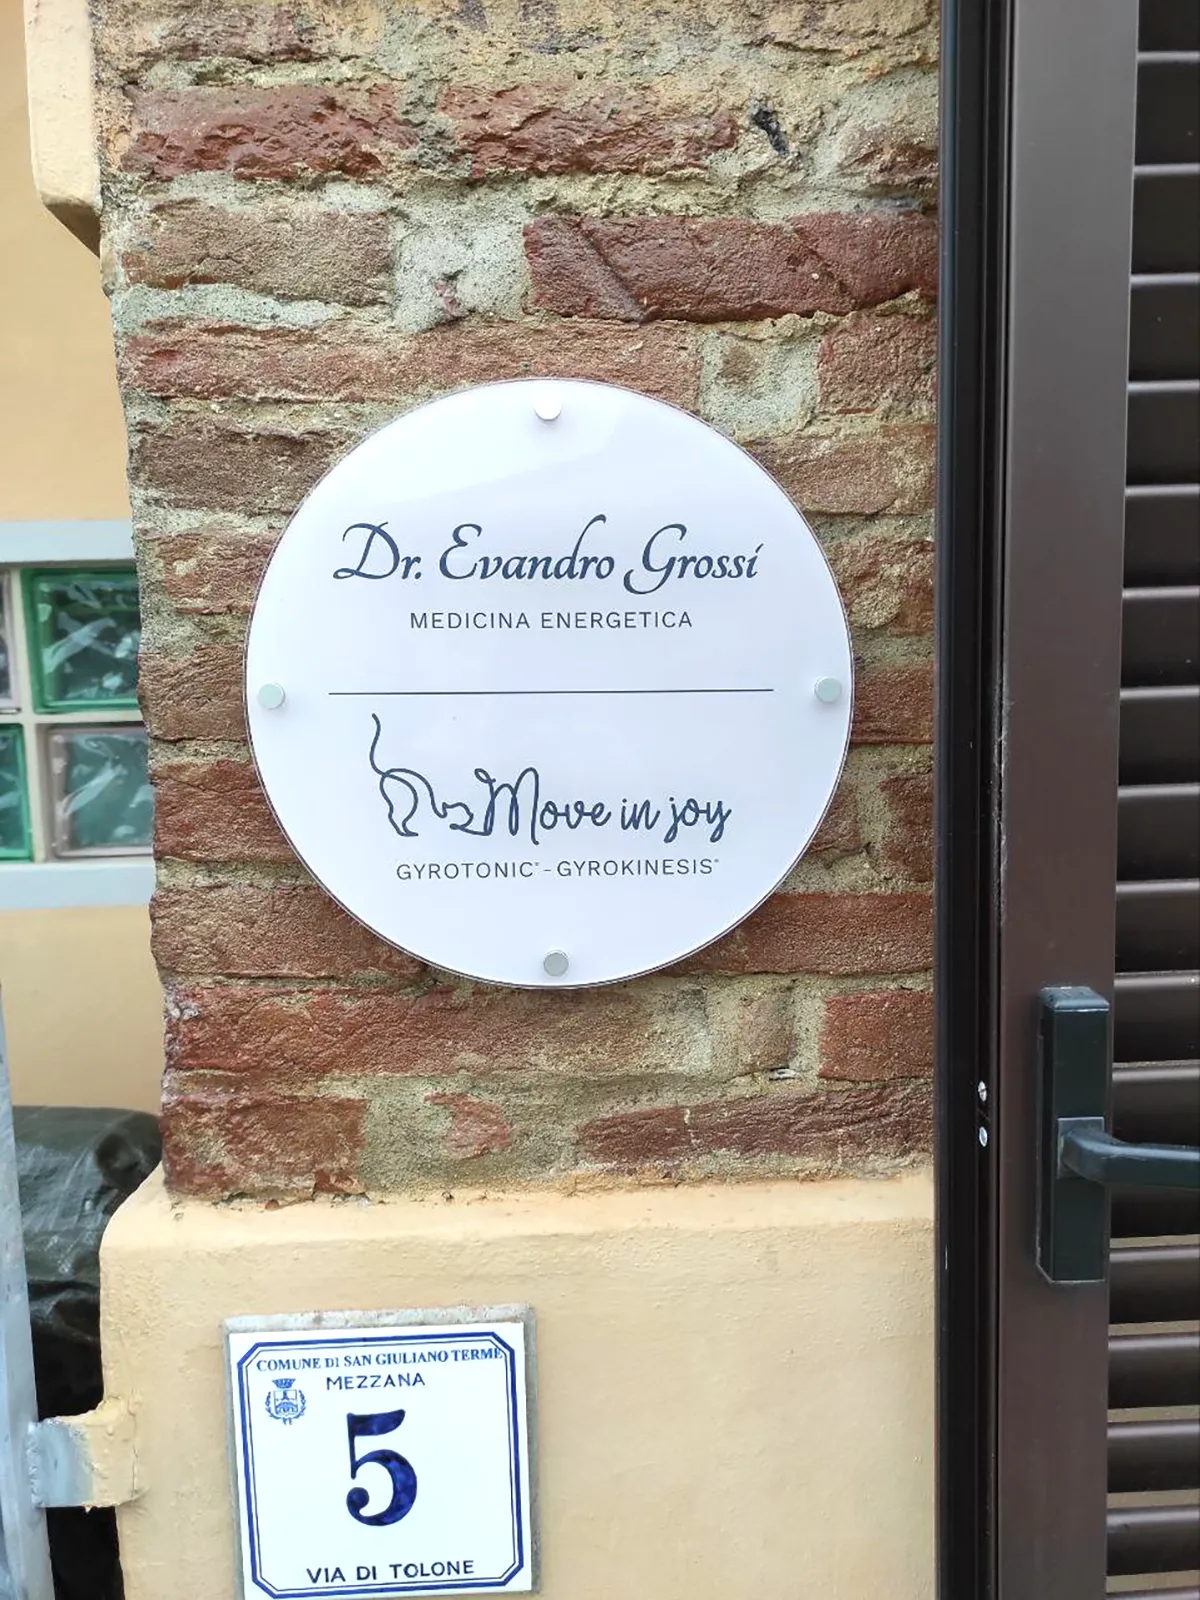 Dr. Evandro Grossi
MEDICINA ENERGETICA
Move in joy
GYROTONIC® - GYROKINESIS®
COMUNE DI SAN GIULIANO TERME
MEZZANA
5
VIA DI TOLONE